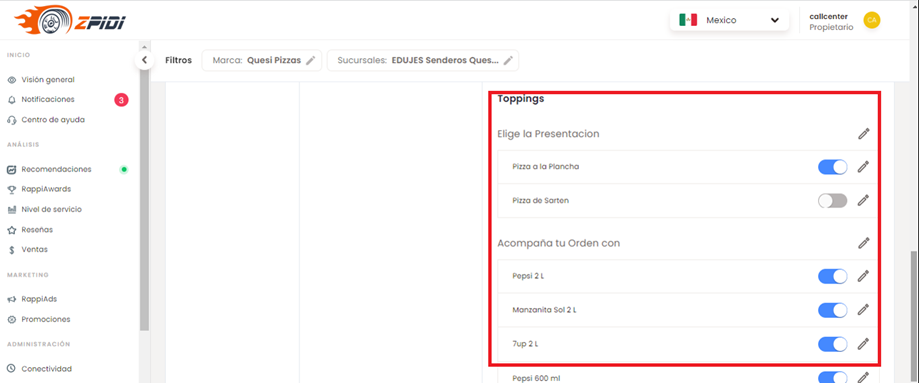 ZPIDI
Mexico
callcenter
Propietario
CA
INICIO
Visión general
Notificaciones
3
Centro de ayuda
ANÁLISIS
Recomendaciones
RappiAwards
Nivel de servicio
Reseñas
Ventas
MARKETING
RappiAds
Promociones
ADMINISTRACIÓN
Conectividad
Filtros
Marca: Quesi Pizzas
Sucursales: EDUJES Senderos Ques...
Toppings
Elige la Presentacion
Pizza a la Plancha
Pizza de Sarten
Acompaña tu Orden con
Pepsi 2 L
Manzanita Sol 2 L
7up 2 L
Pepsi 600 ml